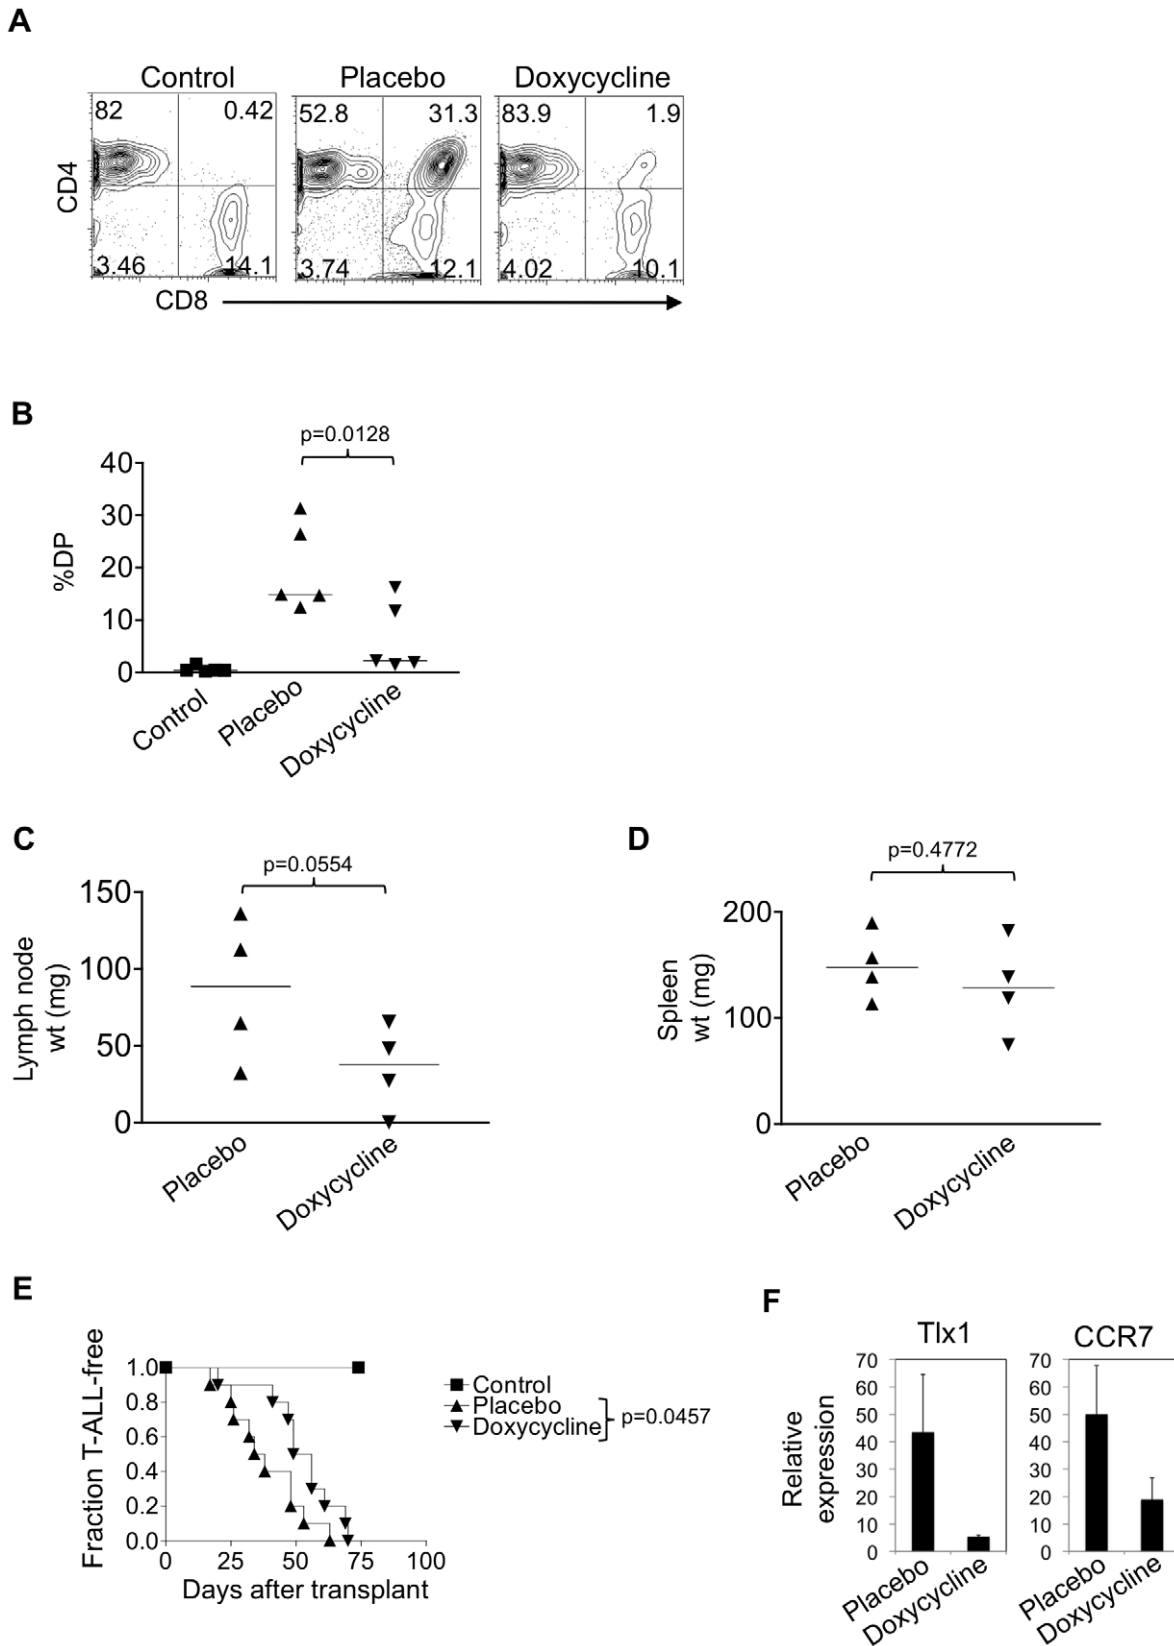 A
Control Placebo Doxycycline
82 0.42 52.8 31.3 83.9 1.9
CD4
3.46 14.1 3.74 12.1 4.02 10.1
CD8
B
p=0.0128
%DP
40
30
20
10
0
Control Placebo Doxycycline
C
p=0.0554
Lymph node
wt (mg)
150
100
50
0
Placebo Doxycycline
D
p=0.4772
Spleen
wt (mg)
200
100
0
Placebo Doxycycline
E
Fraction T-ALL-free
1.0
0.8
0.6
0.4
0.2
0.0
0 25 50 75 100
Days after transplant
Control
Placebo
Doxycycline
p=0.0457
F
Relative
expression
Tlx1
70
60
50
40
30
20
10
0
Placebo Doxycycline
CCR7
70
60
50
40
30
20
10
0
Placebo Doxycycline